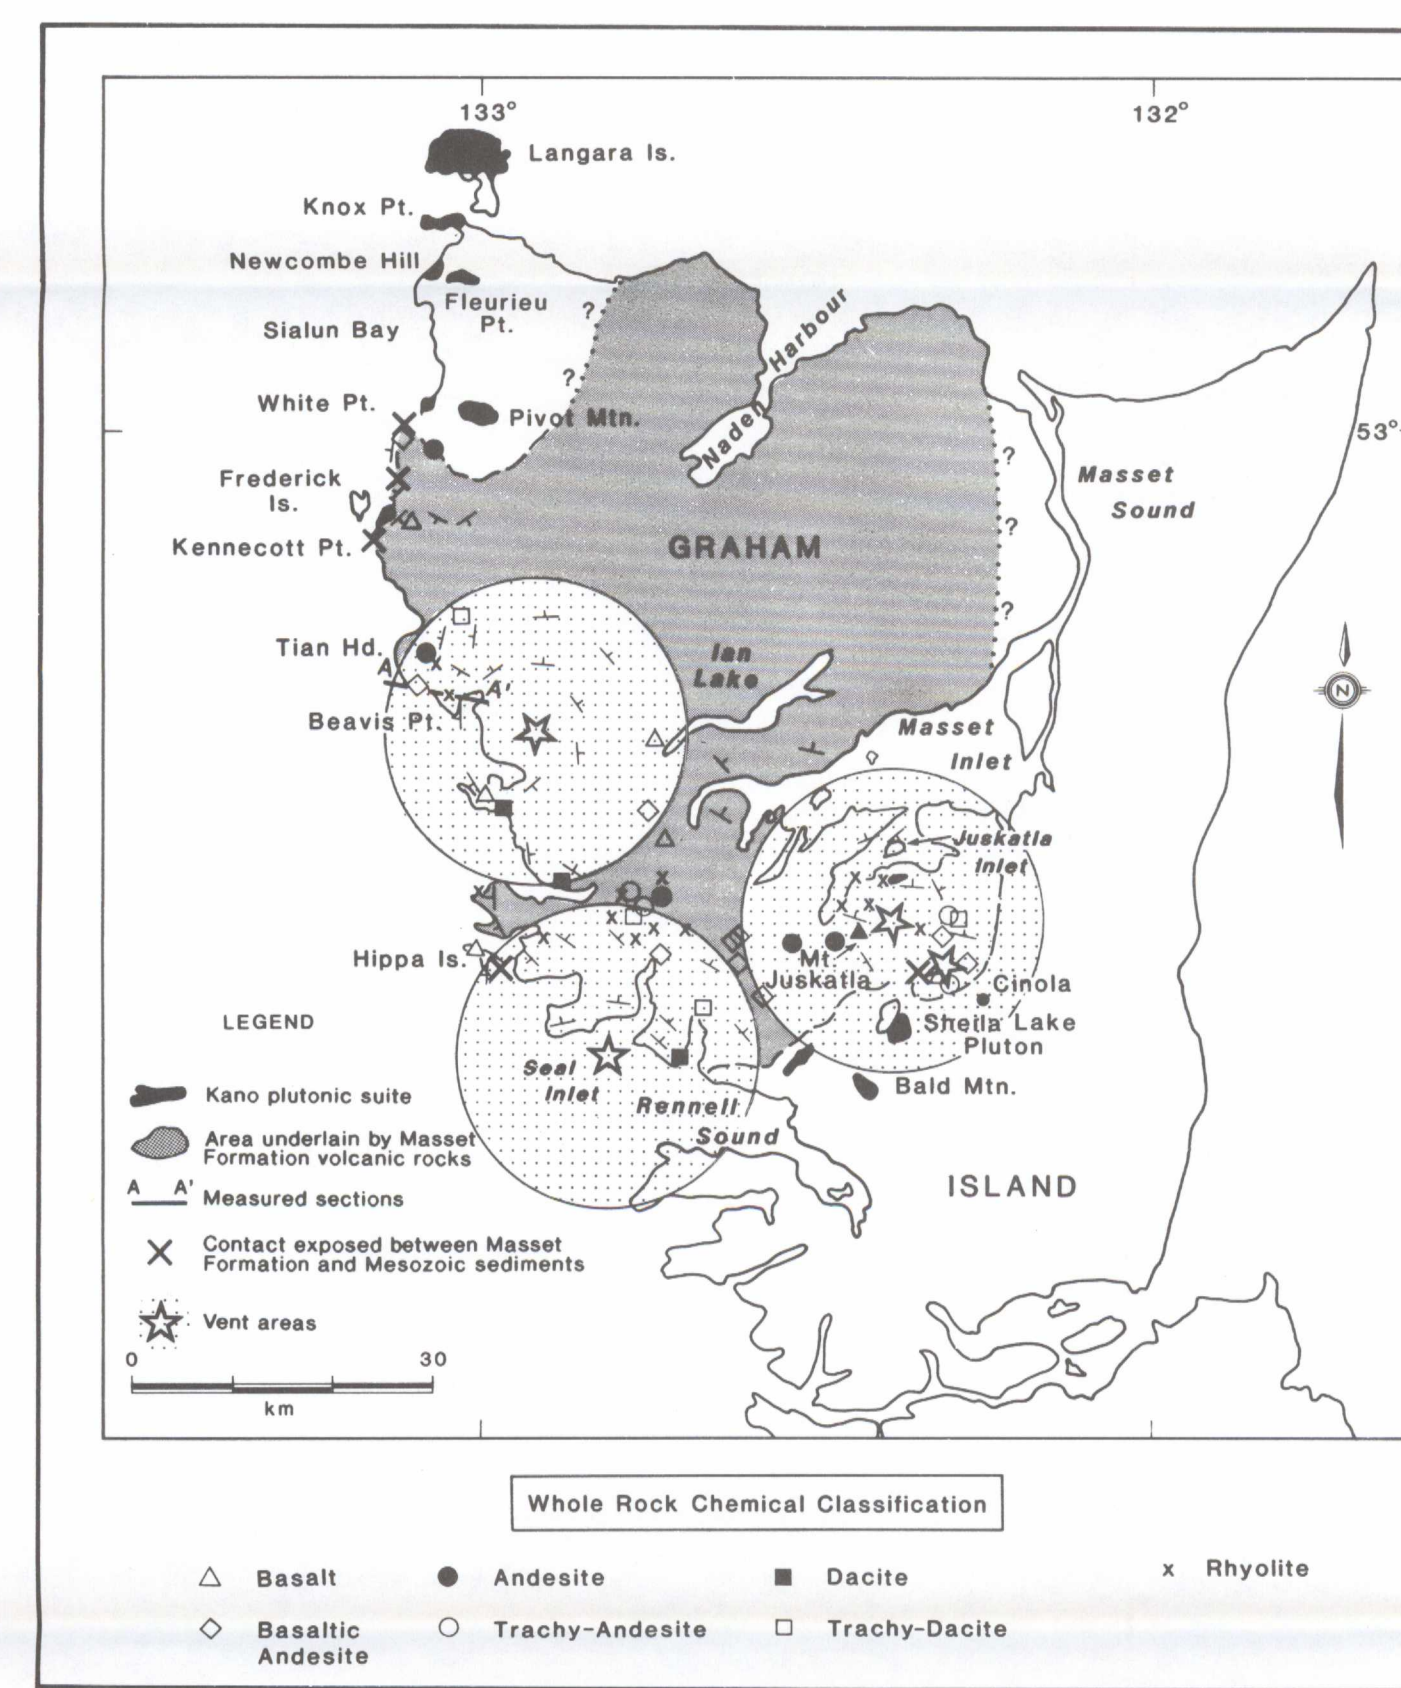 133°
132°
Langara Is.
Knox Pt.
Newcombe Hill
Fleurieu
Pt.
Sialun Bay
?
?
Harbour
Naden
White Pt.
Pivot Mtn.
53°
?
Masset
Sound
Frederick
Is.
?
Kennecott Pt.
GRAHAM
?
Tian Hd.
Ian
Lake
A
A'
Beavis Pt.
Masset
Inlet
N
Juskatla
Inlet
Hippa Is.
Mt.
Juskatla
Cinola
Sheila Lake
Pluton
Seal
Inlet
Rennell
Sound
Bald Mtn.
ISLAND
LEGEND
Kano plutonic suite
Area underlain by Masset
Formation volcanic rocks
A A'
Measured sections
Contact exposed between Masset
Formation and Mesozoic sediments
Vent areas
0 30
km
Whole Rock Chemical Classification
Basalt Andesite Dacite x Rhyolite
Basaltic Trachy-Andesite Trachy-Dacite
Andesite